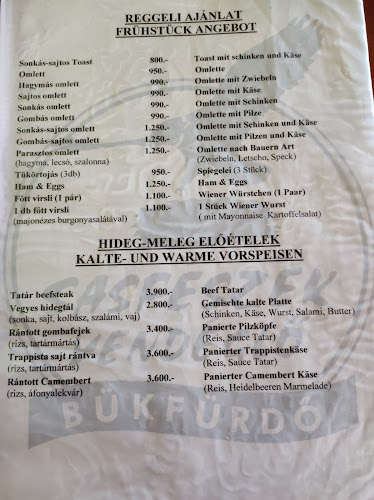 REGGELI AJÁNLAT
FRÜHSTÜCK ANGEBOT
Sonkás-sajtos Toast 800.- Toast mit schinken und Käse
Omlett 950.- Omlette
Hagymás omlett 990.- Omlette mit Zwiebeln
Sajtos omlett 990.- Omlette mit Käse
Sonkás omlett 990.- Omlette mit Schinken
Gombás omlett 990.- Omlette mit Pilze
Sonkás-sajtos omlett 1.250.- Omlette mit Schinken und Käse
Gombás-sajtos omlett 1.250.- Omlette mit Pilzen und Käse
Parasztos omlett 1.250.- Omlette nach Bauern Art
(hagyma, lecsó, szalonna) (Zwiebeln, Letscho, Speck)
Tükörtojás (3db) 950.- Spiegelei (3 Stück)
Ham & Eggs 1.250.- Ham & Eggs
Főtt virsli (1 pár) 1.100.- Wiener Würstchen (1 Paar)
1 db főtt virsli 1.100.- 1 Stück Wiener Wurst
(majonézes burgonyasalátával) ( mit Mayonnaise Kartoffelsalat)
HIDEG-MELEG ELŐÉTELEK
KALTE- UND WARME VORSPEISEN
Tatár beefsteak 3.900.- Beef Tatar
Vegyes hidegtál 2.800.- Gemischte kalte Platte
(sonka, sajt, kolbász, szalámi, vaj) (Schinken, Käse, Wurst, Salami, Butter)
Rántott gombafejek 3.400.- Panierte Pilzköpfe
(rizs, tartármártás) (Reis, Sauce Tatar)
Trappista sajt rántva 3.600.- Panierter Trappistenkäse
(rizs, tartármártás) (Reis, Sauce Tatar)
Rántott Camembert 3.600.- Panierter Camembert Käse
(rizs, áfonyalekvár) (Reis, Heidelbeeren Marmelade)
BÜKFÜRDŐ